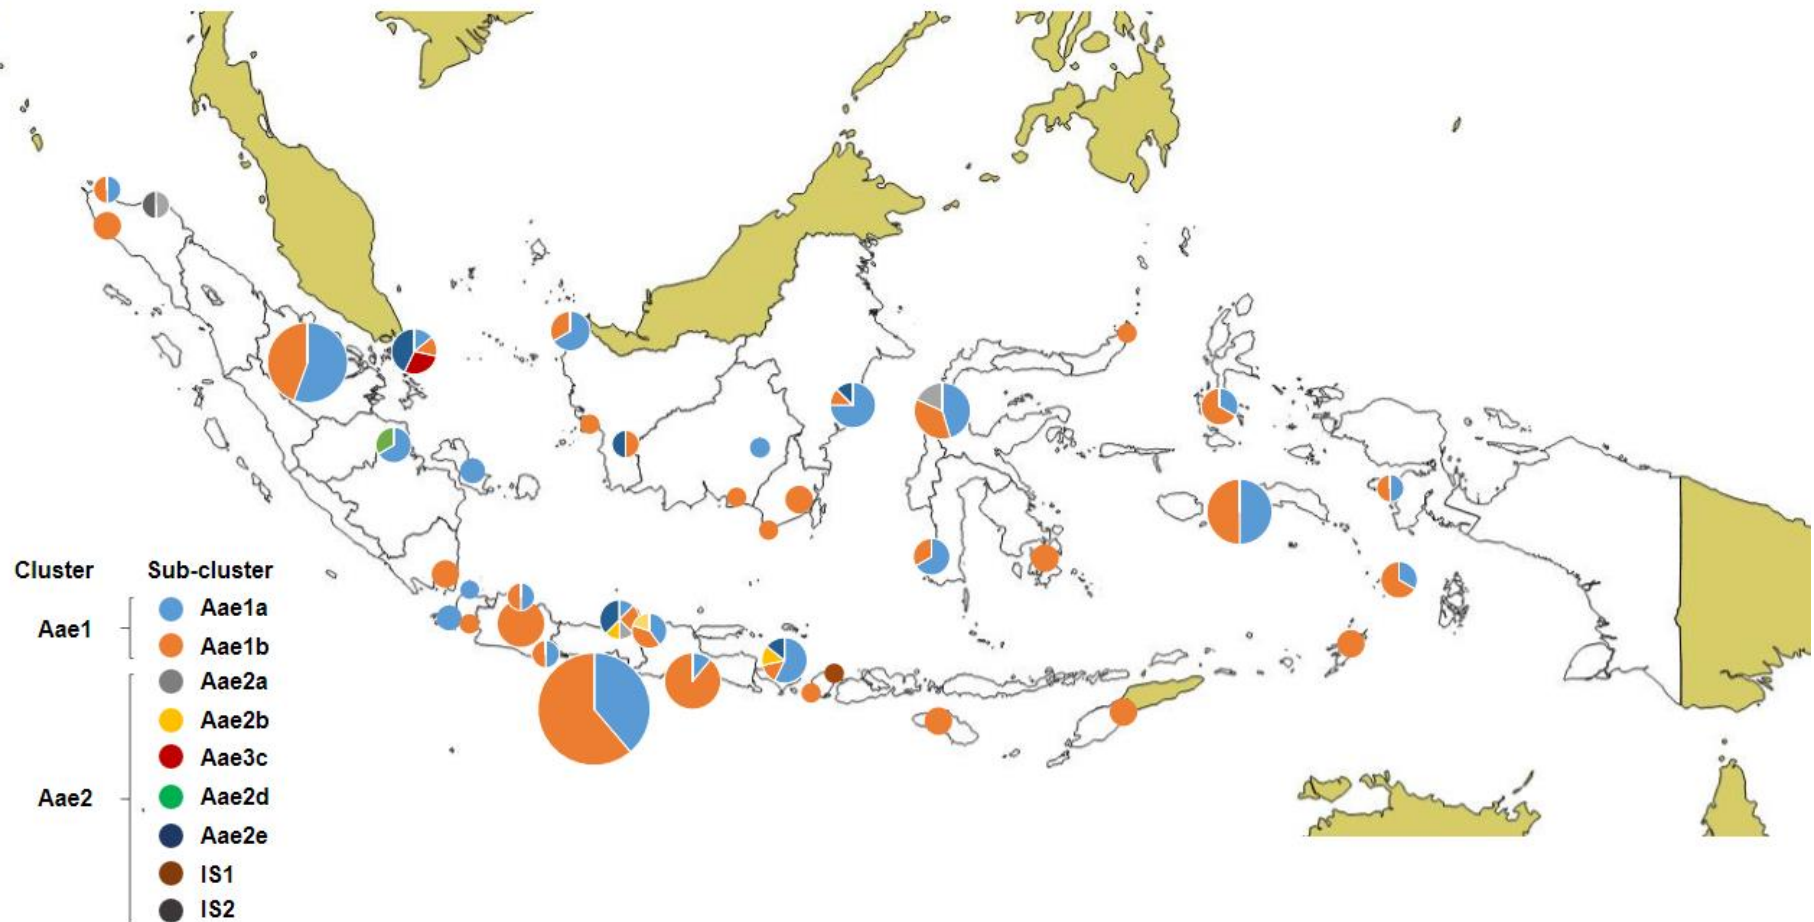 Cluster Sub-cluster
Aae1a
Aae1
Aae1b
Aae2a
Aae2b
Aae3c
Aae2d
Aae2
Aae2e
IS1
IS2